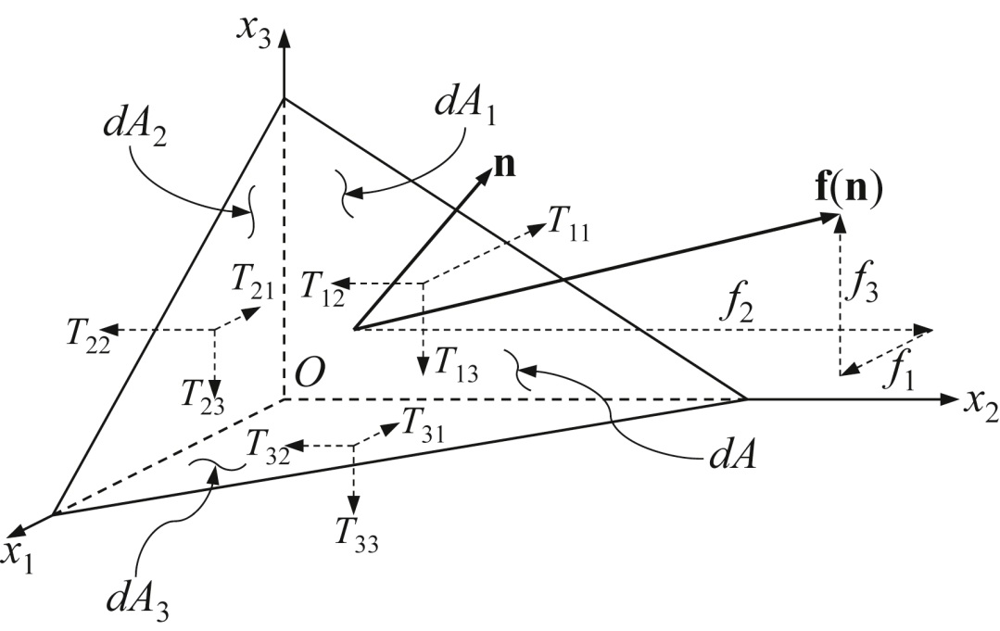 x₃
dA₂
dA₁
n
f(n)
T₁₁
T₂₁
T₁₂
f₃
f₂
T₂₂
T₁₃
f₁
O
T₂₃
x₂
T₃₁
T₃₂
dA
T₃₃
x₁
dA₃